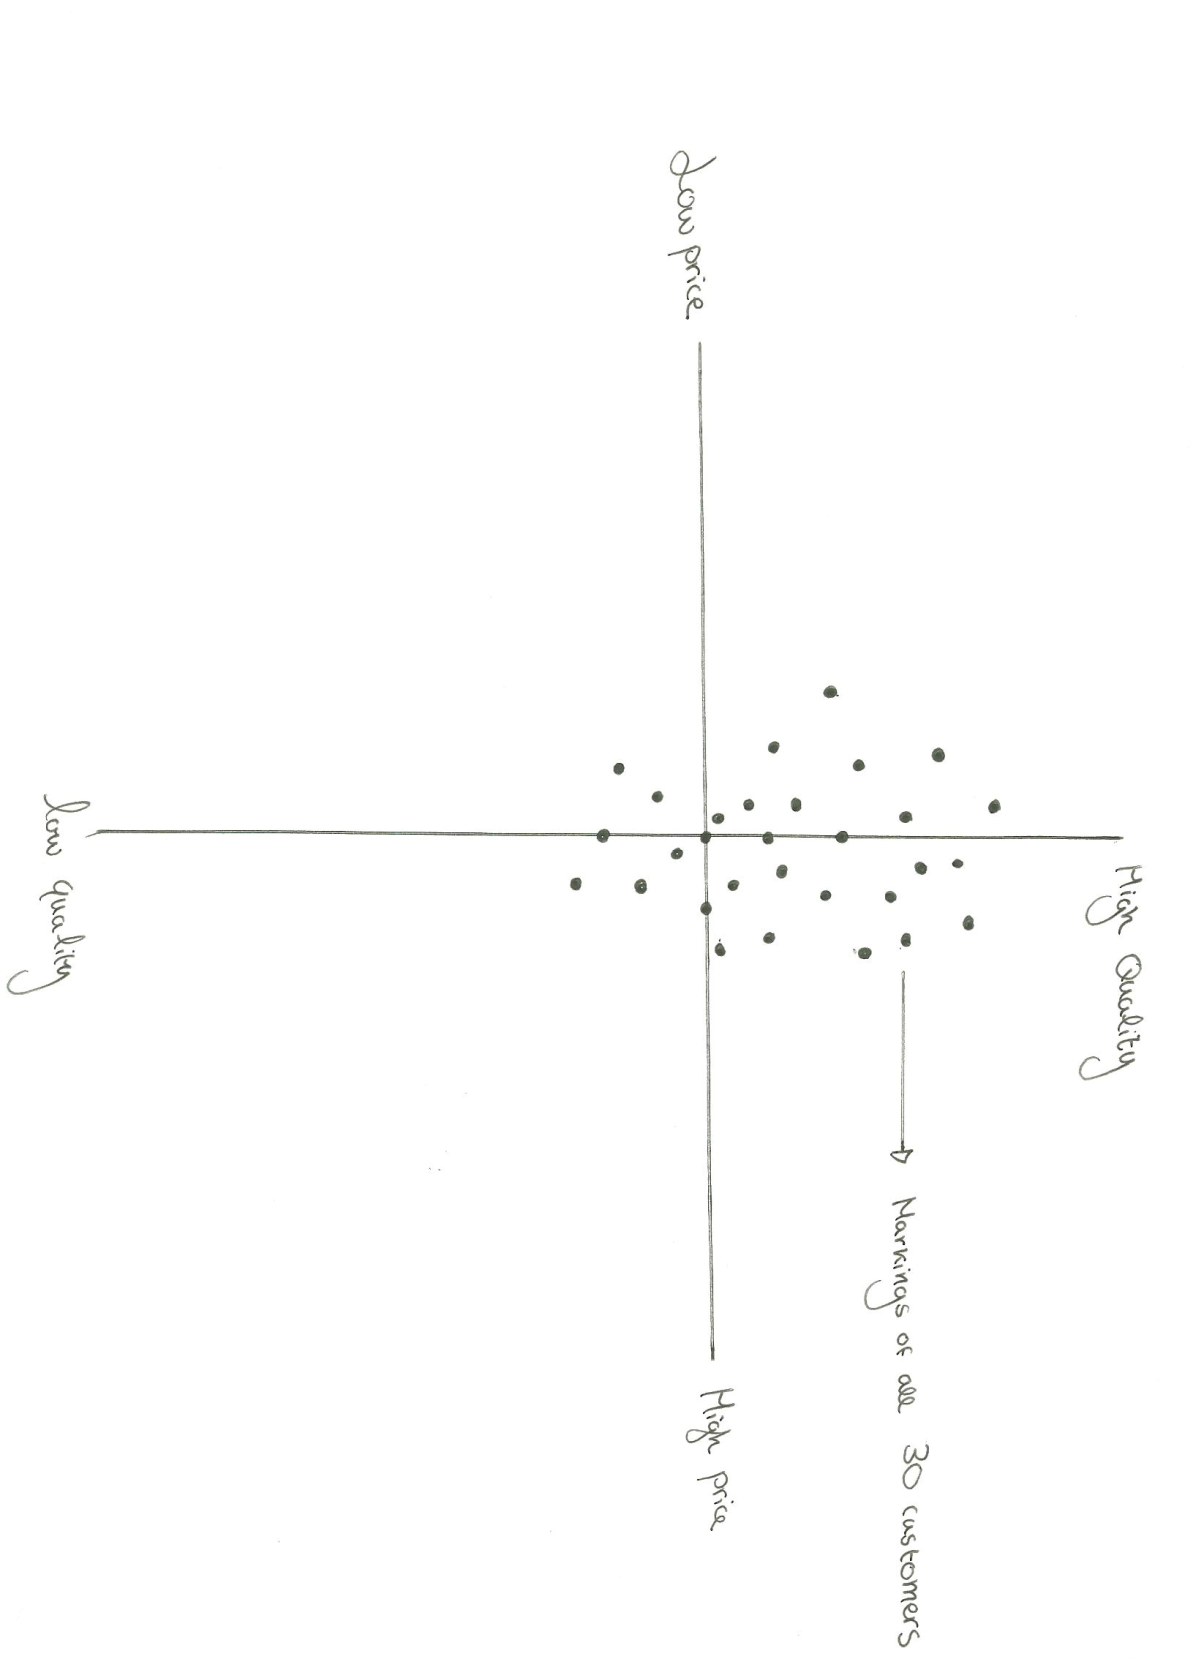 High Quality
Low price
High price
Markings of all 30 customers
low quality